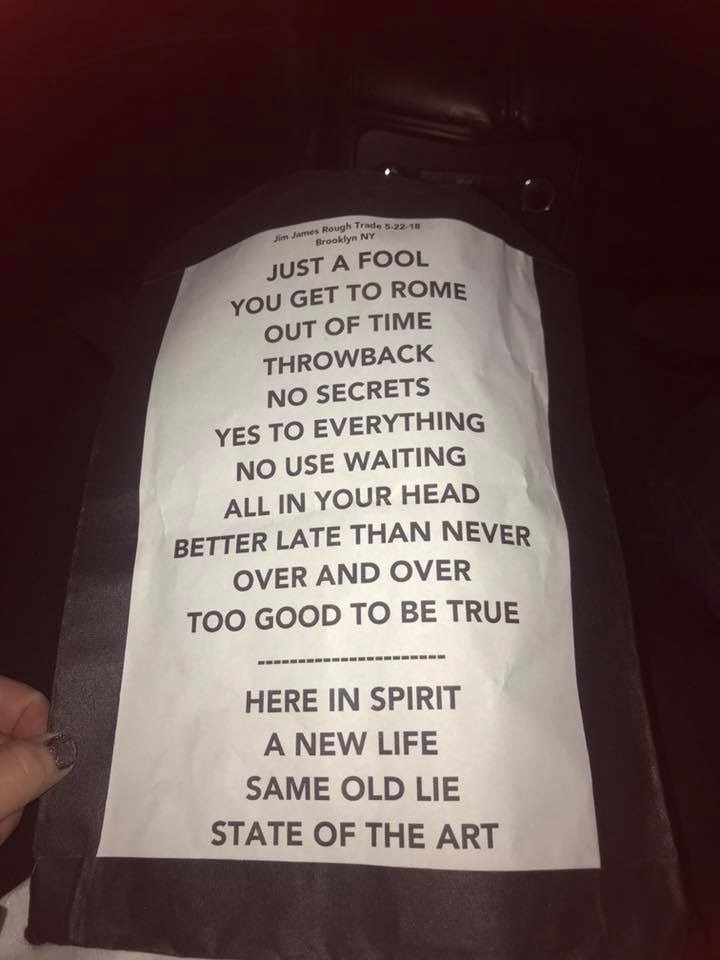 Jim James Rough Trade 5-22-18
Brooklyn NY
JUST A FOOL
YOU GET TO ROME
OUT OF TIME
THROWBACK
NO SECRETS
YES TO EVERYTHING
NO USE WAITING
ALL IN YOUR HEAD
BETTER LATE THAN NEVER
OVER AND OVER
TOO GOOD TO BE TRUE
-----------------------
HERE IN SPIRIT
A NEW LIFE
SAME OLD LIE
STATE OF THE ART